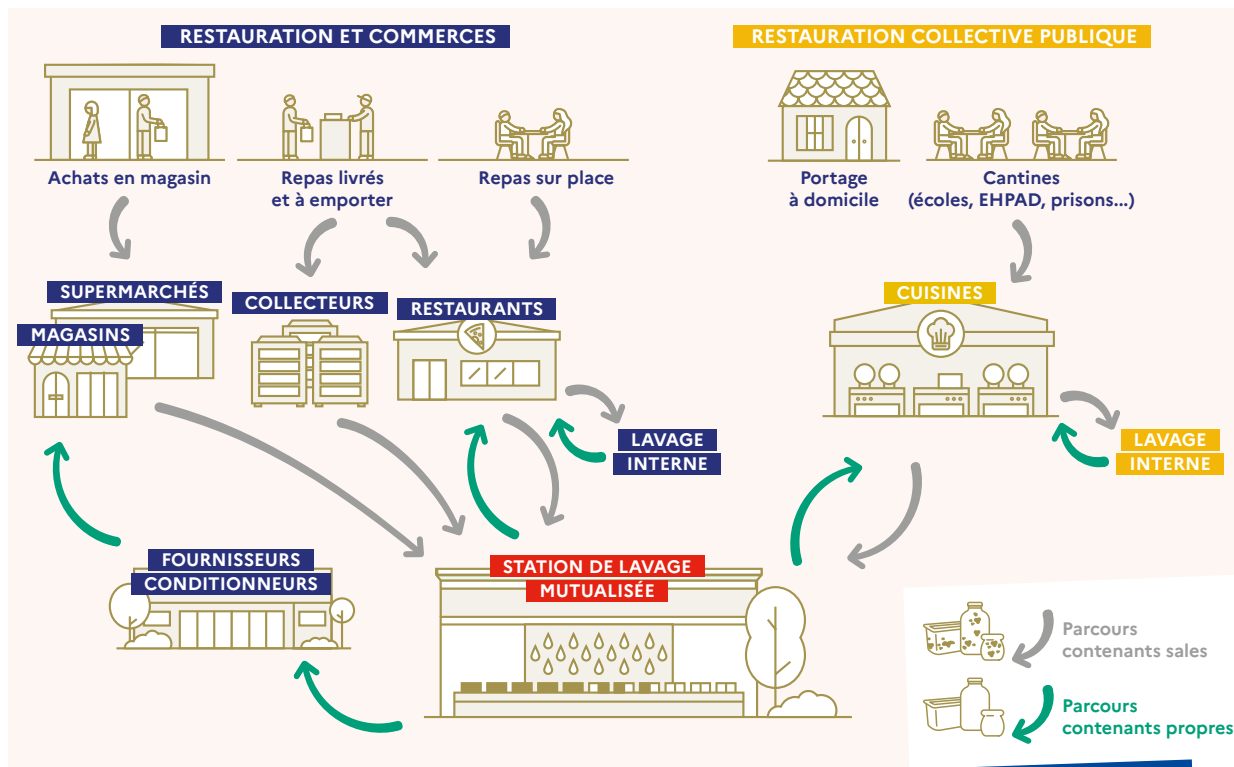 RESTAURATION ET COMMERCES
RESTAURATION COLLECTIVE PUBLIQUE
Achats en magasin
Repas livrés
et à emporter
Repas sur place
Portage
à domicile
Cantines
(écoles, EHPAD, prisons...)
SUPERMARCHÉS
MAGASINS
COLLECTEURS
RESTAURANTS
CUISINES
LAVAGE
INTERNE
LAVAGE
INTERNE
FOURNISSEURS
CONDITIONNEURS
STATION DE LAVAGE
MUTUALISÉE
Parcours
contenants sales
Parcours
contenants propres